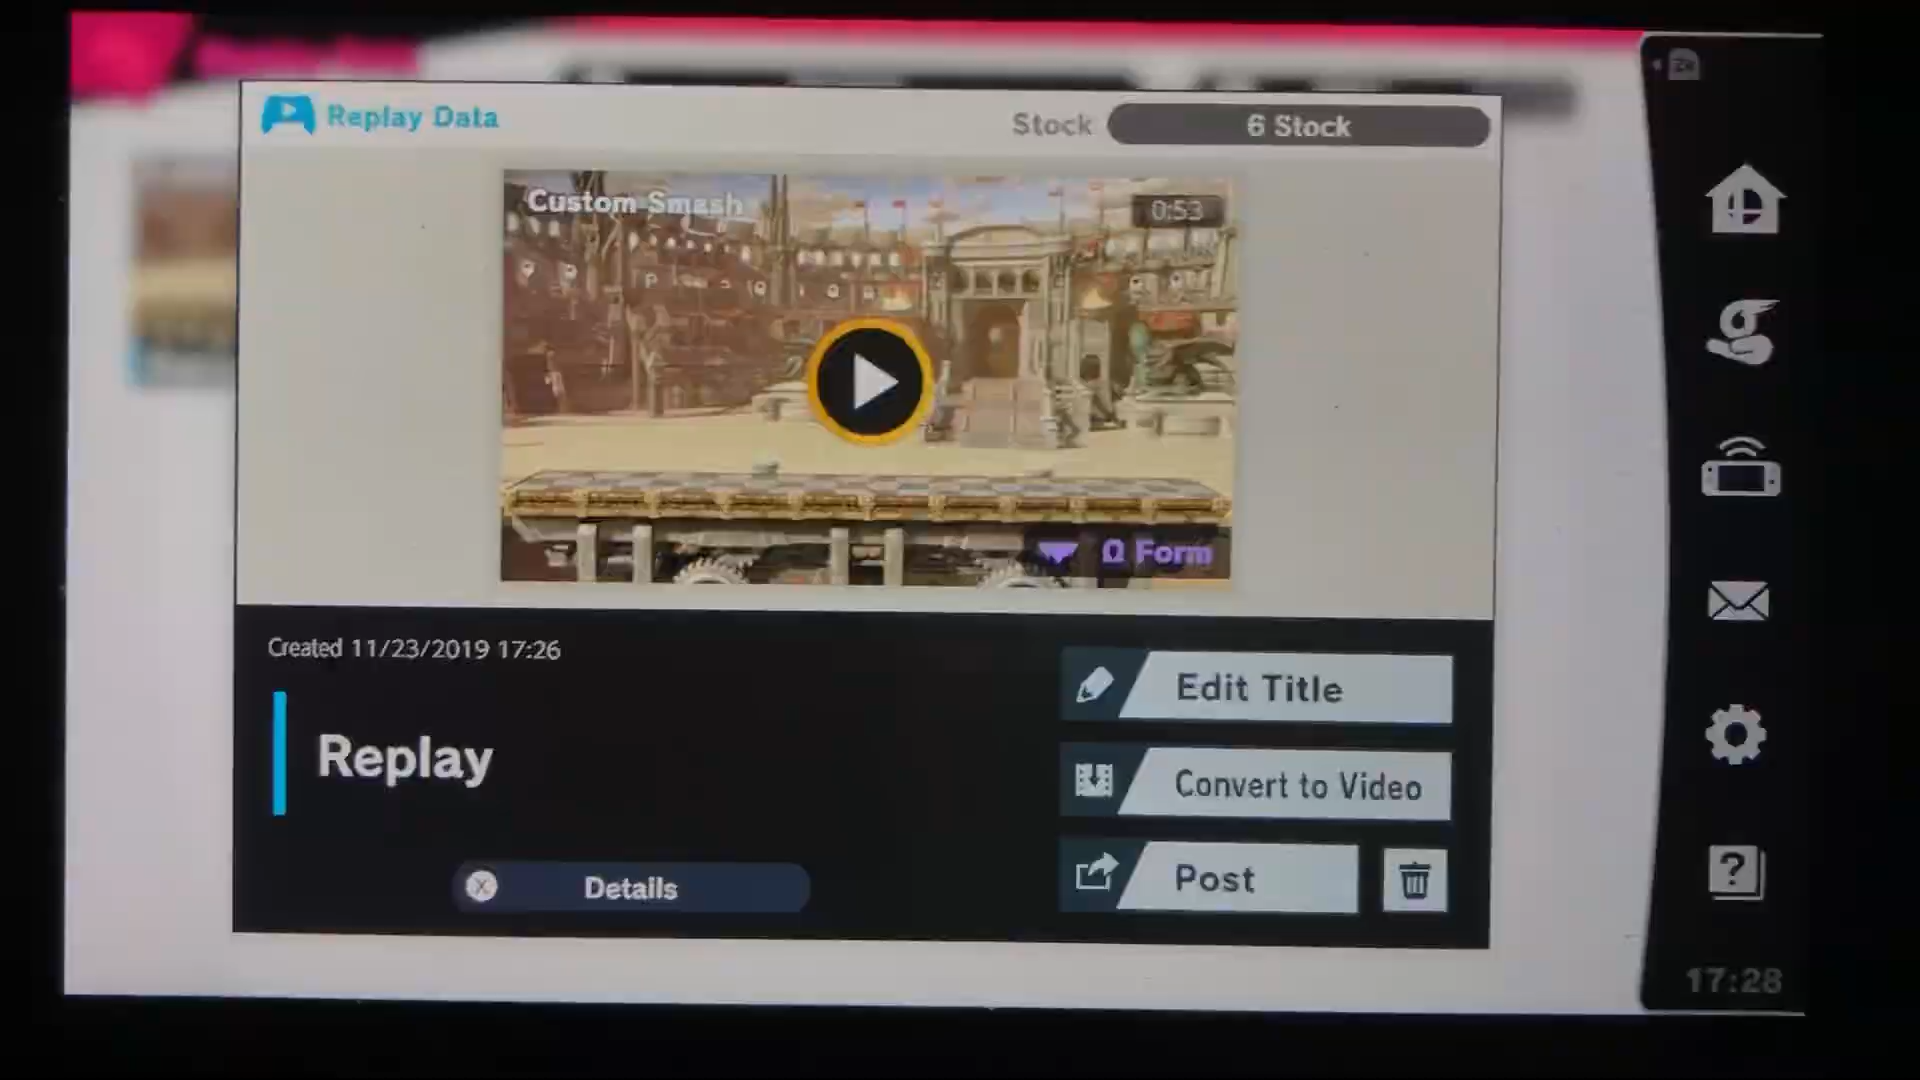 ZR
Replay Data
Stock
6 Stock
Custom Smash
0:53
Ω Form
Created 11/23/2019 17:26
Replay
Edit Title
Convert to Video
Post
X
Details
17:28